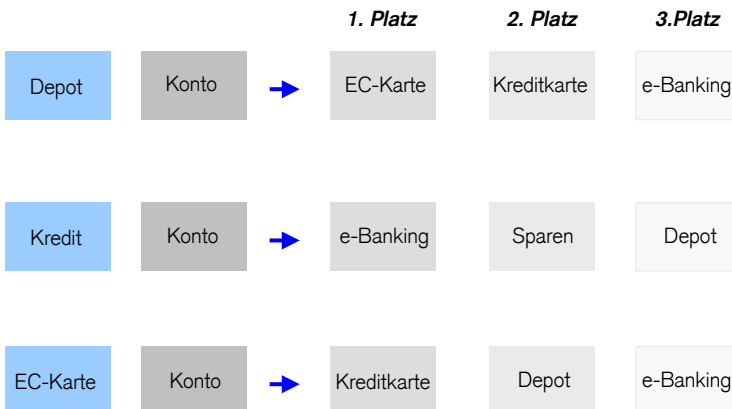 1. Platz 2. Platz 3.Platz
Depot Konto EC-Karte Kreditkarte e-Banking
Kredit Konto e-Banking Sparen Depot
EC-Karte Konto Kreditkarte Depot e-Banking